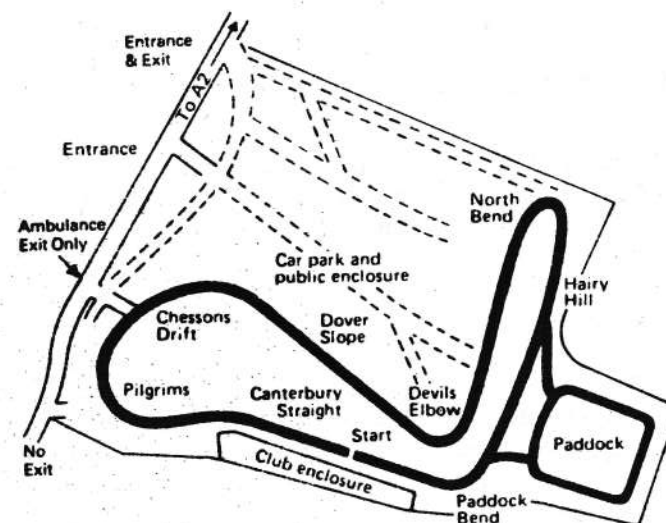 Entrance
& Exit
To A2
Entrance
North
Bend
Ambulance
Exit Only
Car park and
public enclosure
Hairy
Hill
Chessons
Drift
Dover
Slope
Pilgrims
Canterbury
Straight
Devils
Elbow
Start
Paddock
No
Exit
Club enclosure
Paddock
Bend